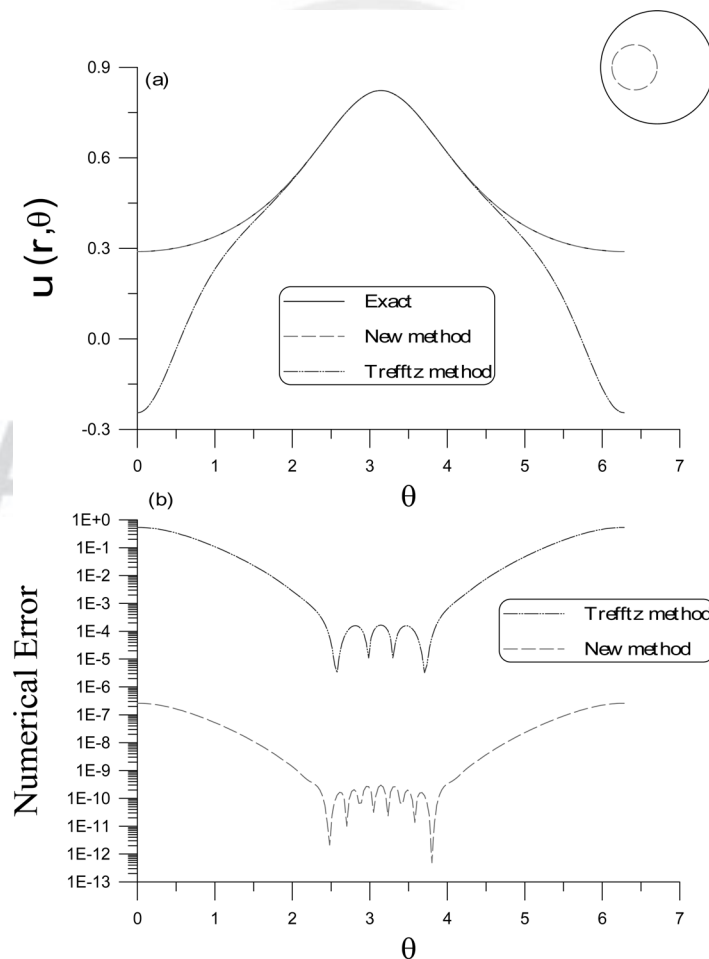 (a)
0.9
0.6
0.3
0.0
-0.3
u (r,θ)
Exact
New method
Trefftz method
0 1 2 3 4 5 6 7
θ
(b)
1E+0
1E-1
1E-2
1E-3
1E-4
1E-5
1E-6
1E-7
1E-8
1E-9
1E-10
1E-11
1E-12
1E-13
Numerical Error
Trefftz method
New method
0 1 2 3 4 5 6 7
θ